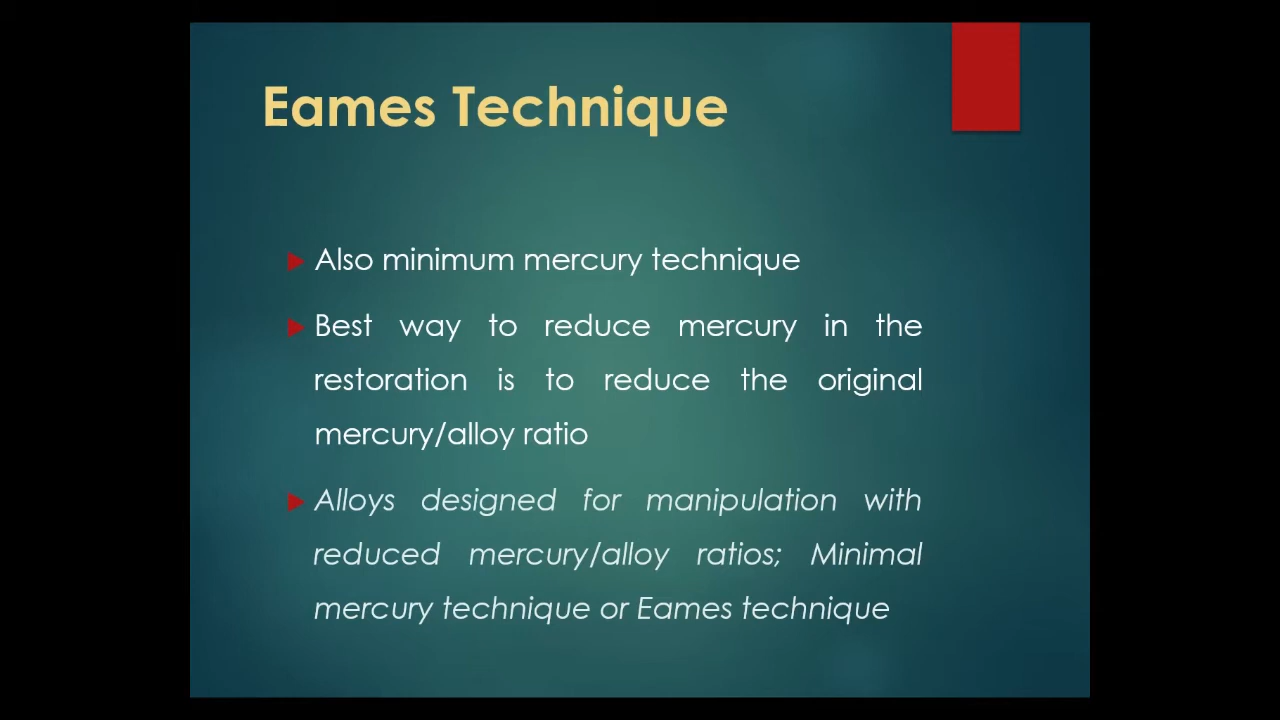 Eames Technique
Also minimum mercury technique
Best way to reduce mercury in the
restoration is to reduce the original
mercury/alloy ratio
Alloys designed for manipulation with
reduced mercury/alloy ratios; Minimal
mercury technique or Eames technique